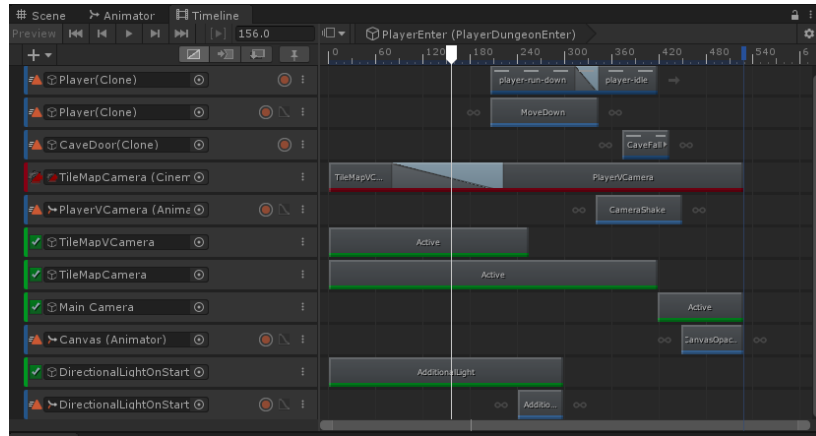 Scene Animator Timeline
Preview 156.0 PlayerEnter (PlayerDungeonEnter)
0 60 120 180 240 300 360 420 480 540 6
Player(Clone) player-run-down player-idle
Player(Clone) MoveDown
CaveDoor(Clone) CaveFall
TileMapCamera (Cinem TileMapVC... PlayerVCamera
PlayerVCamera (Anima CameraShake
TileMapVCamera Active
TileMapCamera Active
Main Camera Active
Canvas (Animator) CanvasOpac...
DirectionalLightOnStart AdditionalLight
DirectionalLightOnStart Additio...